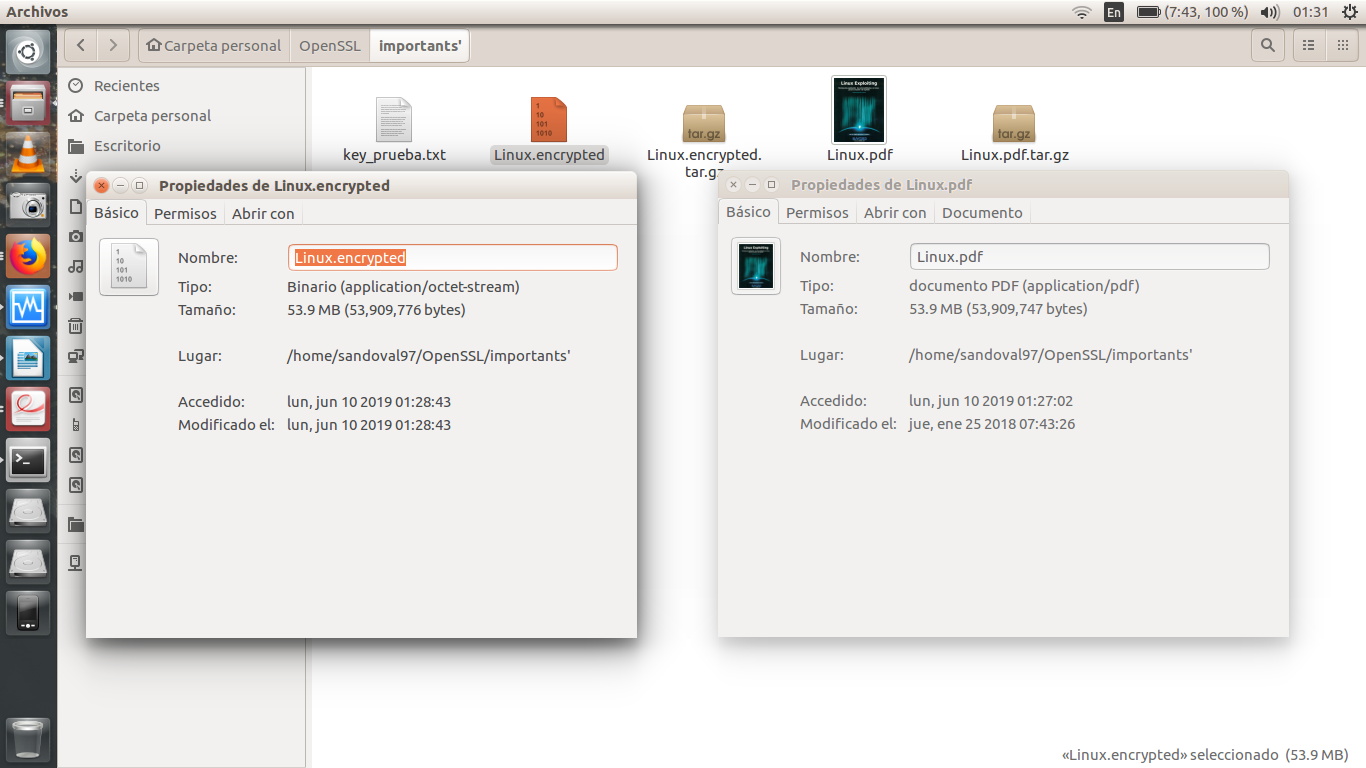 Archivos
En
(7:43, 100 %)
01:31
Carpeta personal
OpenSSL
importants'
Recientes
Carpeta personal
Escritorio
1
10
101
1010
tar.gz
Linux Exploiting
tar.gz
key_prueba.txt
Linux.encrypted
Linux.encrypted.
tar.gz
Linux.pdf
Linux.pdf.tar.gz
Propiedades de Linux.encrypted
Básico
Permisos
Abrir con
1
10
101
1010
Nombre:
Linux.encrypted
Tipo:
Binario (application/octet-stream)
Tamaño:
53.9 MB (53,909,776 bytes)
Lugar:
/home/sandoval97/OpenSSL/importants'
Accedido:
lun, jun 10 2019 01:28:43
Modificado el:
lun, jun 10 2019 01:28:43
Propiedades de Linux.pdf
Básico
Permisos
Abrir con
Documento
Linux Exploiting
Nombre:
Linux.pdf
Tipo:
documento PDF (application/pdf)
Tamaño:
53.9 MB (53,909,747 bytes)
Lugar:
/home/sandoval97/OpenSSL/importants'
Accedido:
lun, jun 10 2019 01:27:02
Modificado el:
jue, ene 25 2018 07:43:26
«Linux.encrypted» seleccionado (53.9 MB)